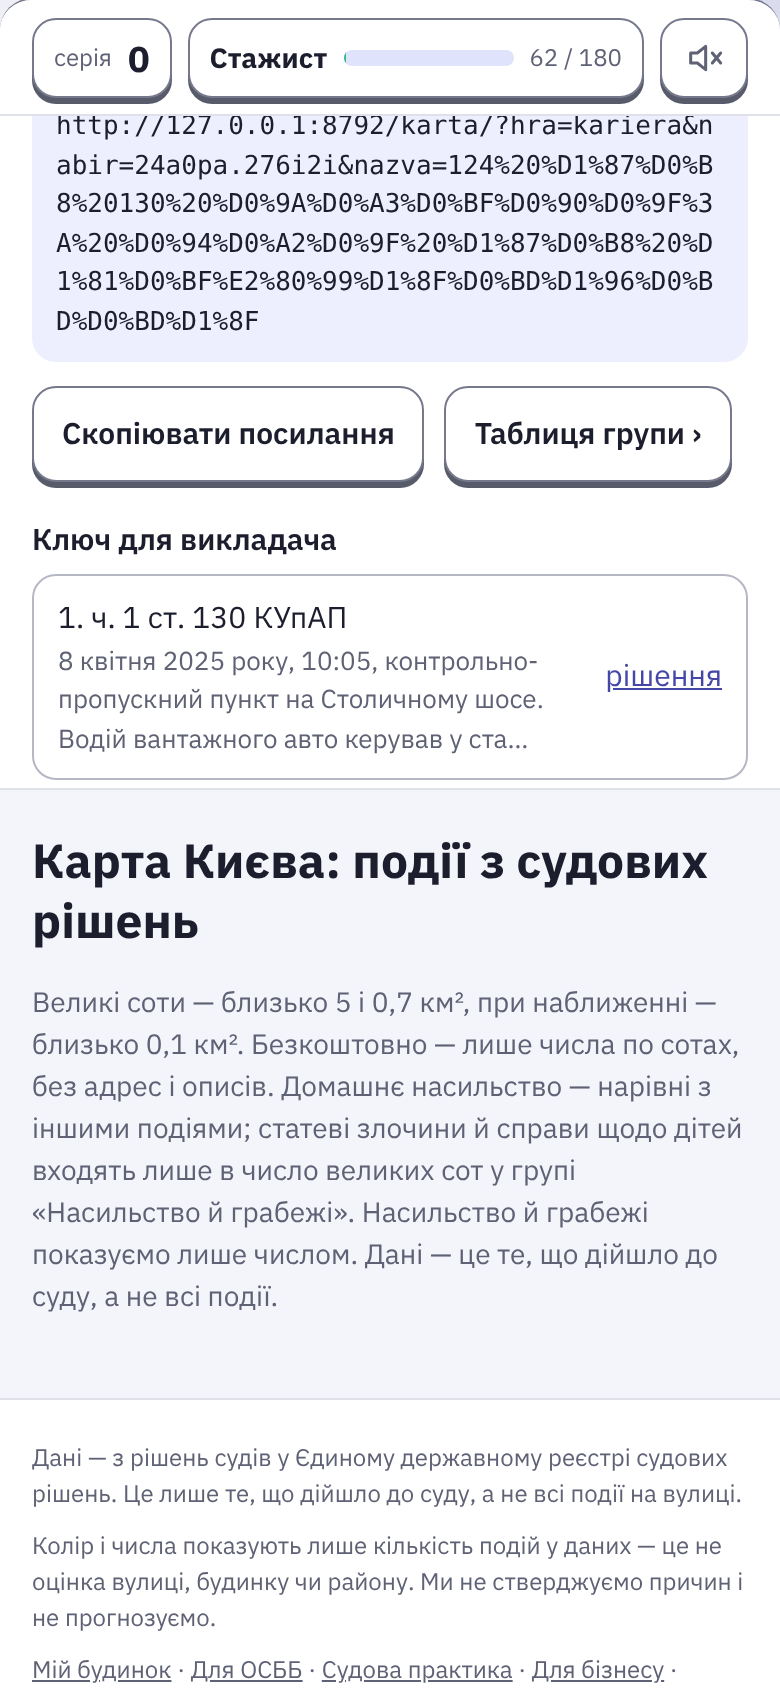 серія 0 Стажист 62 / 180
http://127.0.0.1:8792/karta/?hra=kariera&n
abir=24a0pa.276i2i&nazva=124%20%D1%87%D0%B
8%20130%20%D0%9A%D0%A3%D0%BF%D0%90%D0%9F%3
A%20%D0%94%D0%A2%D0%9F%20%D1%87%D0%B8%20%D
1%81%D0%BF%E2%80%99%D1%8F%D0%BD%D1%96%D0%B
D%D0%BD%D1%8F
Скопіювати посилання Таблиця групи ›
Ключ для викладача
1. ч. 1 ст. 130 КУпАП
8 квітня 2025 року, 10:05, контрольно-
пропускний пункт на Столичному шосе.
Водій вантажного авто керував у ста...
рішення
Карта Києва: події з судових
рішень
Великі соти — близько 5 і 0,7 км², при наближенні —
близько 0,1 км². Безкоштовно — лише числа по сотах,
без адрес і описів. Домашнє насильство — нарівні з
іншими подіями; статеві злочини й справи щодо дітей
входять лише в число великих сот у групі
«Насильство й грабежі». Насильство й грабежі
показуємо лише числом. Дані — це те, що дійшло до
суду, а не всі події.
Дані — з рішень судів у Єдиному державному реєстрі судових
рішень. Це лише те, що дійшло до суду, а не всі події на вулиці.
Колір і числа показують лише кількість подій у даних — це не
оцінка вулиці, будинку чи району. Ми не стверджуємо причин і
не прогнозуємо.
Мій будинок · Для ОСББ · Судова практика · Для бізнесу ·